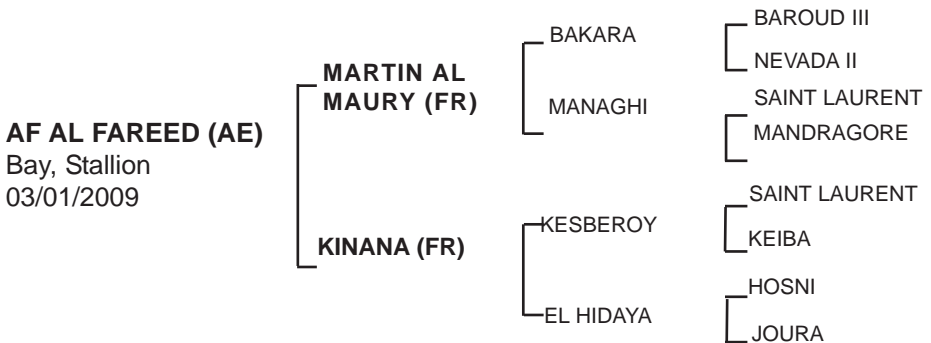 AF AL FAREED (AE)
Bay, Stallion
03/01/2009
MARTIN AL
MAURY (FR)
KINANA (FR)
BAKARA
MANAGHI
KESBEROY
EL HIDAYA
BAROUD III
NEVADA II
SAINT LAURENT
MANDRAGORE
SAINT LAURENT
KEIBA
HOSNI
JOURA